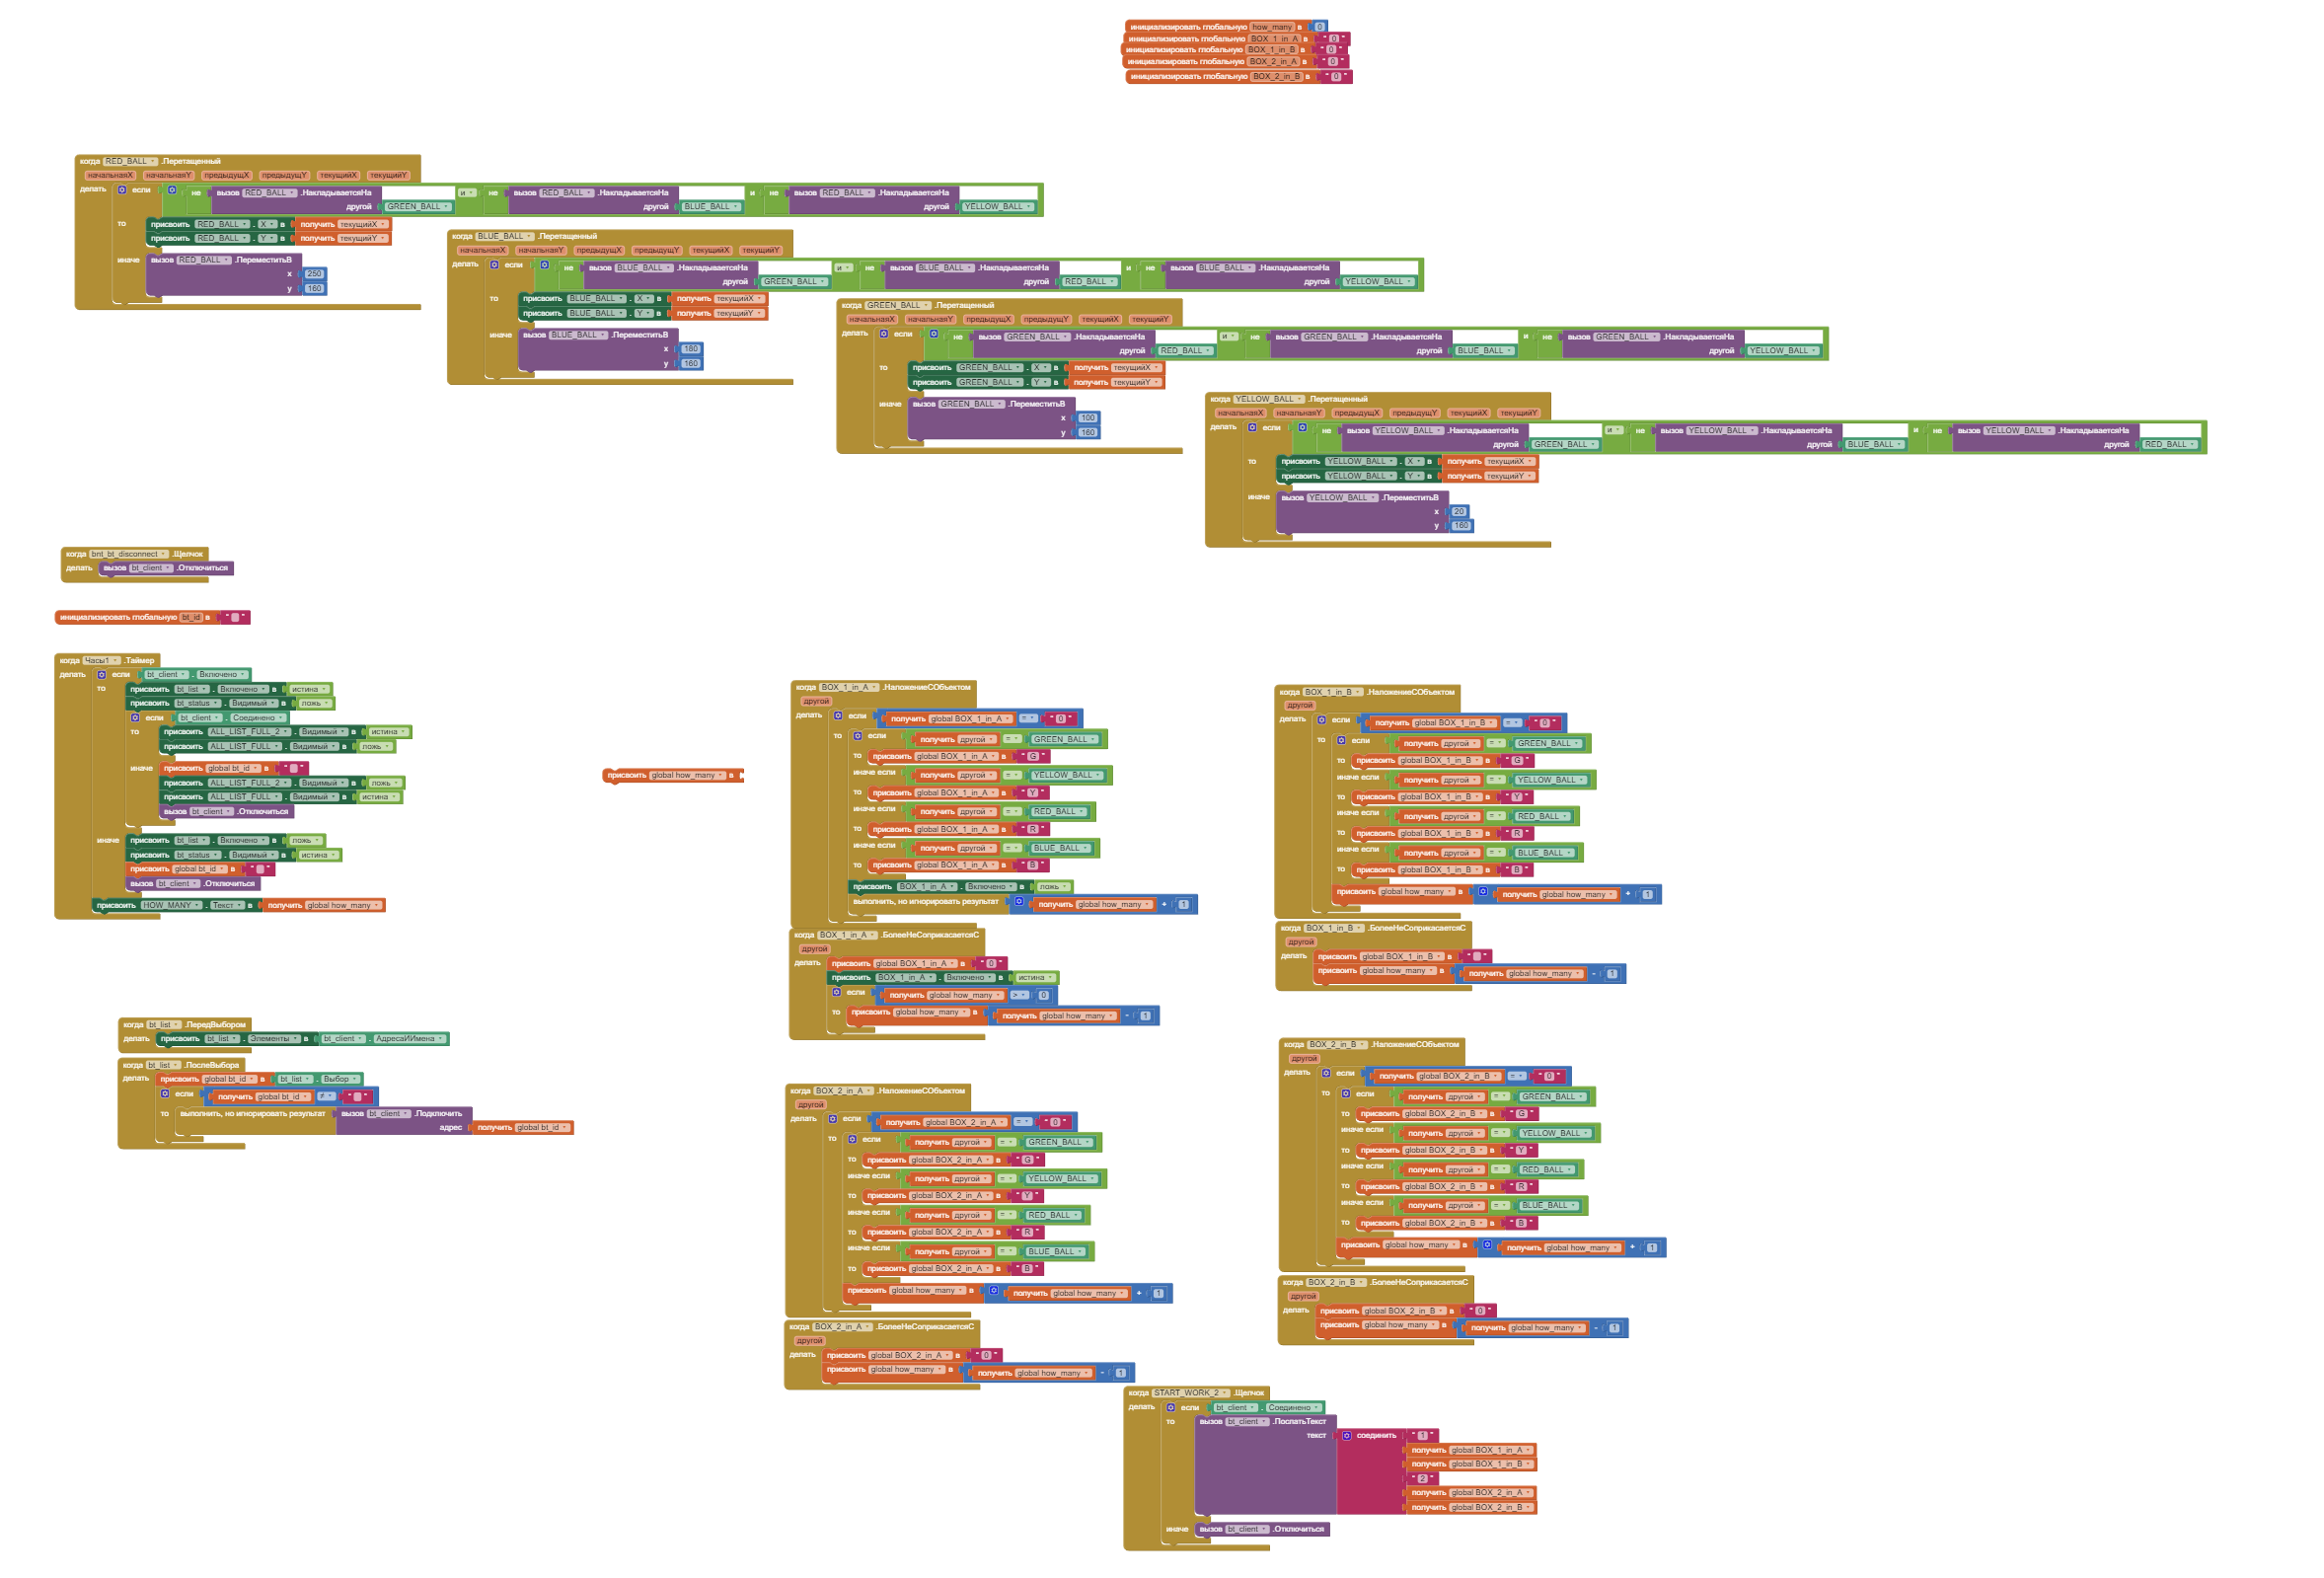 инициализировать глобальную how_many в 0
инициализировать глобальную BOX_1_in_A в " 0 "
инициализировать глобальную BOX_1_in_B в " 0 "
инициализировать глобальную BOX_2_in_A в " 0 "
инициализировать глобальную BOX_2_in_B в " 0 "
когда RED_BALL .Перетащенный
начальнаяX начальнаяY предыдущX предыдущY текущийX текущийY
делать если не вызов RED_BALL .НакладываетсяНа и не вызов RED_BALL .НакладываетсяНа и не вызов RED_BALL .НакладываетсяНа
другой GREEN_BALL другой BLUE_BALL другой YELLOW_BALL
то присвоить RED_BALL . X в получить текущийX
присвоить RED_BALL . Y в получить текущийY
иначе вызов RED_BALL .ПереместитьВ
x 250
y 160
когда BLUE_BALL .Перетащенный
начальнаяX начальнаяY предыдущX предыдущY текущийX текущийY
делать если не вызов BLUE_BALL .НакладываетсяНа и не вызов BLUE_BALL .НакладываетсяНа и не вызов BLUE_BALL .НакладываетсяНа
другой GREEN_BALL другой RED_BALL другой YELLOW_BALL
то присвоить BLUE_BALL . X в получить текущийX
присвоить BLUE_BALL . Y в получить текущийY
иначе вызов BLUE_BALL .ПереместитьВ
x 180
y 160
когда GREEN_BALL .Перетащенный
начальнаяX начальнаяY предыдущX предыдущY текущийX текущийY
делать если не вызов GREEN_BALL .НакладываетсяНа и не вызов GREEN_BALL .НакладываетсяНа и не вызов GREEN_BALL .НакладываетсяНа
другой RED_BALL другой BLUE_BALL другой YELLOW_BALL
то присвоить GREEN_BALL . X в получить текущийX
присвоить GREEN_BALL . Y в получить текущийY
иначе вызов GREEN_BALL .ПереместитьВ
x 100
y 160
когда YELLOW_BALL .Перетащенный
начальнаяX начальнаяY предыдущX предыдущY текущийX текущийY
делать если не вызов YELLOW_BALL .НакладываетсяНа и не вызов YELLOW_BALL .НакладываетсяНа и не вызов YELLOW_BALL .НакладываетсяНа
другой GREEN_BALL другой BLUE_BALL другой RED_BALL
то присвоить YELLOW_BALL . X в получить текущийX
присвоить YELLOW_BALL . Y в получить текущийY
иначе вызов YELLOW_BALL .ПереместитьВ
x 20
y 160
когда bnt_bt_disconnect .Щелчок
делать вызов bt_client .Отключиться
инициализировать глобальную bt_id в " "
когда Часы1 .Таймер
делать если bt_client . Включено
то присвоить bt_list . Включено в истина
присвоить bt_status . Видимый в ложь
если bt_client . Соединено
то присвоить ALL_LIST_FULL_2 . Видимый в истина
присвоить ALL_LIST_FULL . Видимый в ложь
иначе присвоить global bt_id в " "
присвоить ALL_LIST_FULL_2 . Видимый в ложь
присвоить ALL_LIST_FULL . Видимый в истина
вызов bt_client .Отключиться
иначе присвоить bt_list . Включено в ложь
присвоить bt_status . Видимый в истина
присвоить global bt_id в " "
вызов bt_client .Отключиться
присвоить HOW_MANY . Текст в получить global how_many
присвоить global how_many в
когда bt_list .ПередВыбором
делать присвоить bt_list . Элементы в bt_client . АдресаИИмена
когда bt_list .ПослеВыбора
делать присвоить global bt_id в bt_list . Выбор
если получить global bt_id ≠ " "
то выполнить, но игнорировать результат вызов bt_client .Подключить
адрес получить global bt_id
когда BOX_1_in_A .НаложениеСОбъектом
другой
делать если получить global BOX_1_in_A = " 0 "
то если получить другой = GREEN_BALL
то присвоить global BOX_1_in_A в " G "
иначе если получить другой = YELLOW_BALL
то присвоить global BOX_1_in_A в " Y "
иначе если получить другой = RED_BALL
то присвоить global BOX_1_in_A в " R "
иначе если получить другой = BLUE_BALL
то присвоить global BOX_1_in_A в " B "
присвоить BOX_1_in_A . Включено в ложь
выполнить, но игнорировать результат получить global how_many + 1
когда BOX_1_in_A .БолееНеСоприкасаетсяС
другой
делать присвоить global BOX_1_in_A в " 0 "
присвоить BOX_1_in_A . Включено в истина
если получить global how_many > 0
то присвоить global how_many в получить global how_many - 1
когда BOX_1_in_B .НаложениеСОбъектом
другой
делать если получить global BOX_1_in_B = " 0 "
то если получить другой = GREEN_BALL
то присвоить global BOX_1_in_B в " G "
иначе если получить другой = YELLOW_BALL
то присвоить global BOX_1_in_B в " Y "
иначе если получить другой = RED_BALL
то присвоить global BOX_1_in_B в " R "
иначе если получить другой = BLUE_BALL
то присвоить global BOX_1_in_B в " B "
присвоить global how_many в получить global how_many + 1
когда BOX_1_in_B .БолееНеСоприкасаетсяС
другой
делать присвоить global BOX_1_in_B в " "
присвоить global how_many в получить global how_many - 1
когда BOX_2_in_A .НаложениеСОбъектом
другой
делать если получить global BOX_2_in_A = " 0 "
то если получить другой = GREEN_BALL
то присвоить global BOX_2_in_A в " G "
иначе если получить другой = YELLOW_BALL
то присвоить global BOX_2_in_A в " Y "
иначе если получить другой = RED_BALL
то присвоить global BOX_2_in_A в " R "
иначе если получить другой = BLUE_BALL
то присвоить global BOX_2_in_A в " B "
присвоить global how_many в получить global how_many + 1
когда BOX_2_in_A .БолееНеСоприкасаетсяС
другой
делать присвоить global BOX_2_in_A в " 0 "
присвоить global how_many в получить global how_many - 1
когда BOX_2_in_B .НаложениеСОбъектом
другой
делать если получить global BOX_2_in_B = " 0 "
то если получить другой = GREEN_BALL
то присвоить global BOX_2_in_B в " G "
иначе если получить другой = YELLOW_BALL
то присвоить global BOX_2_in_B в " Y "
иначе если получить другой = RED_BALL
то присвоить global BOX_2_in_B в " R "
иначе если получить другой = BLUE_BALL
то присвоить global BOX_2_in_B в " B "
присвоить global how_many в получить global how_many + 1
когда BOX_2_in_B .БолееНеСоприкасаетсяС
другой
делать присвоить global BOX_2_in_B в " 0 "
присвоить global how_many в получить global how_many - 1
когда START_WORK_2 .Щелчок
делать если bt_client . Соединено
то вызов bt_client .ПослатьТекст
текст соединить " 1 "
получить global BOX_1_in_A
получить global BOX_1_in_B
" 2 "
получить global BOX_2_in_A
получить global BOX_2_in_B
иначе вызов bt_client .Отключиться